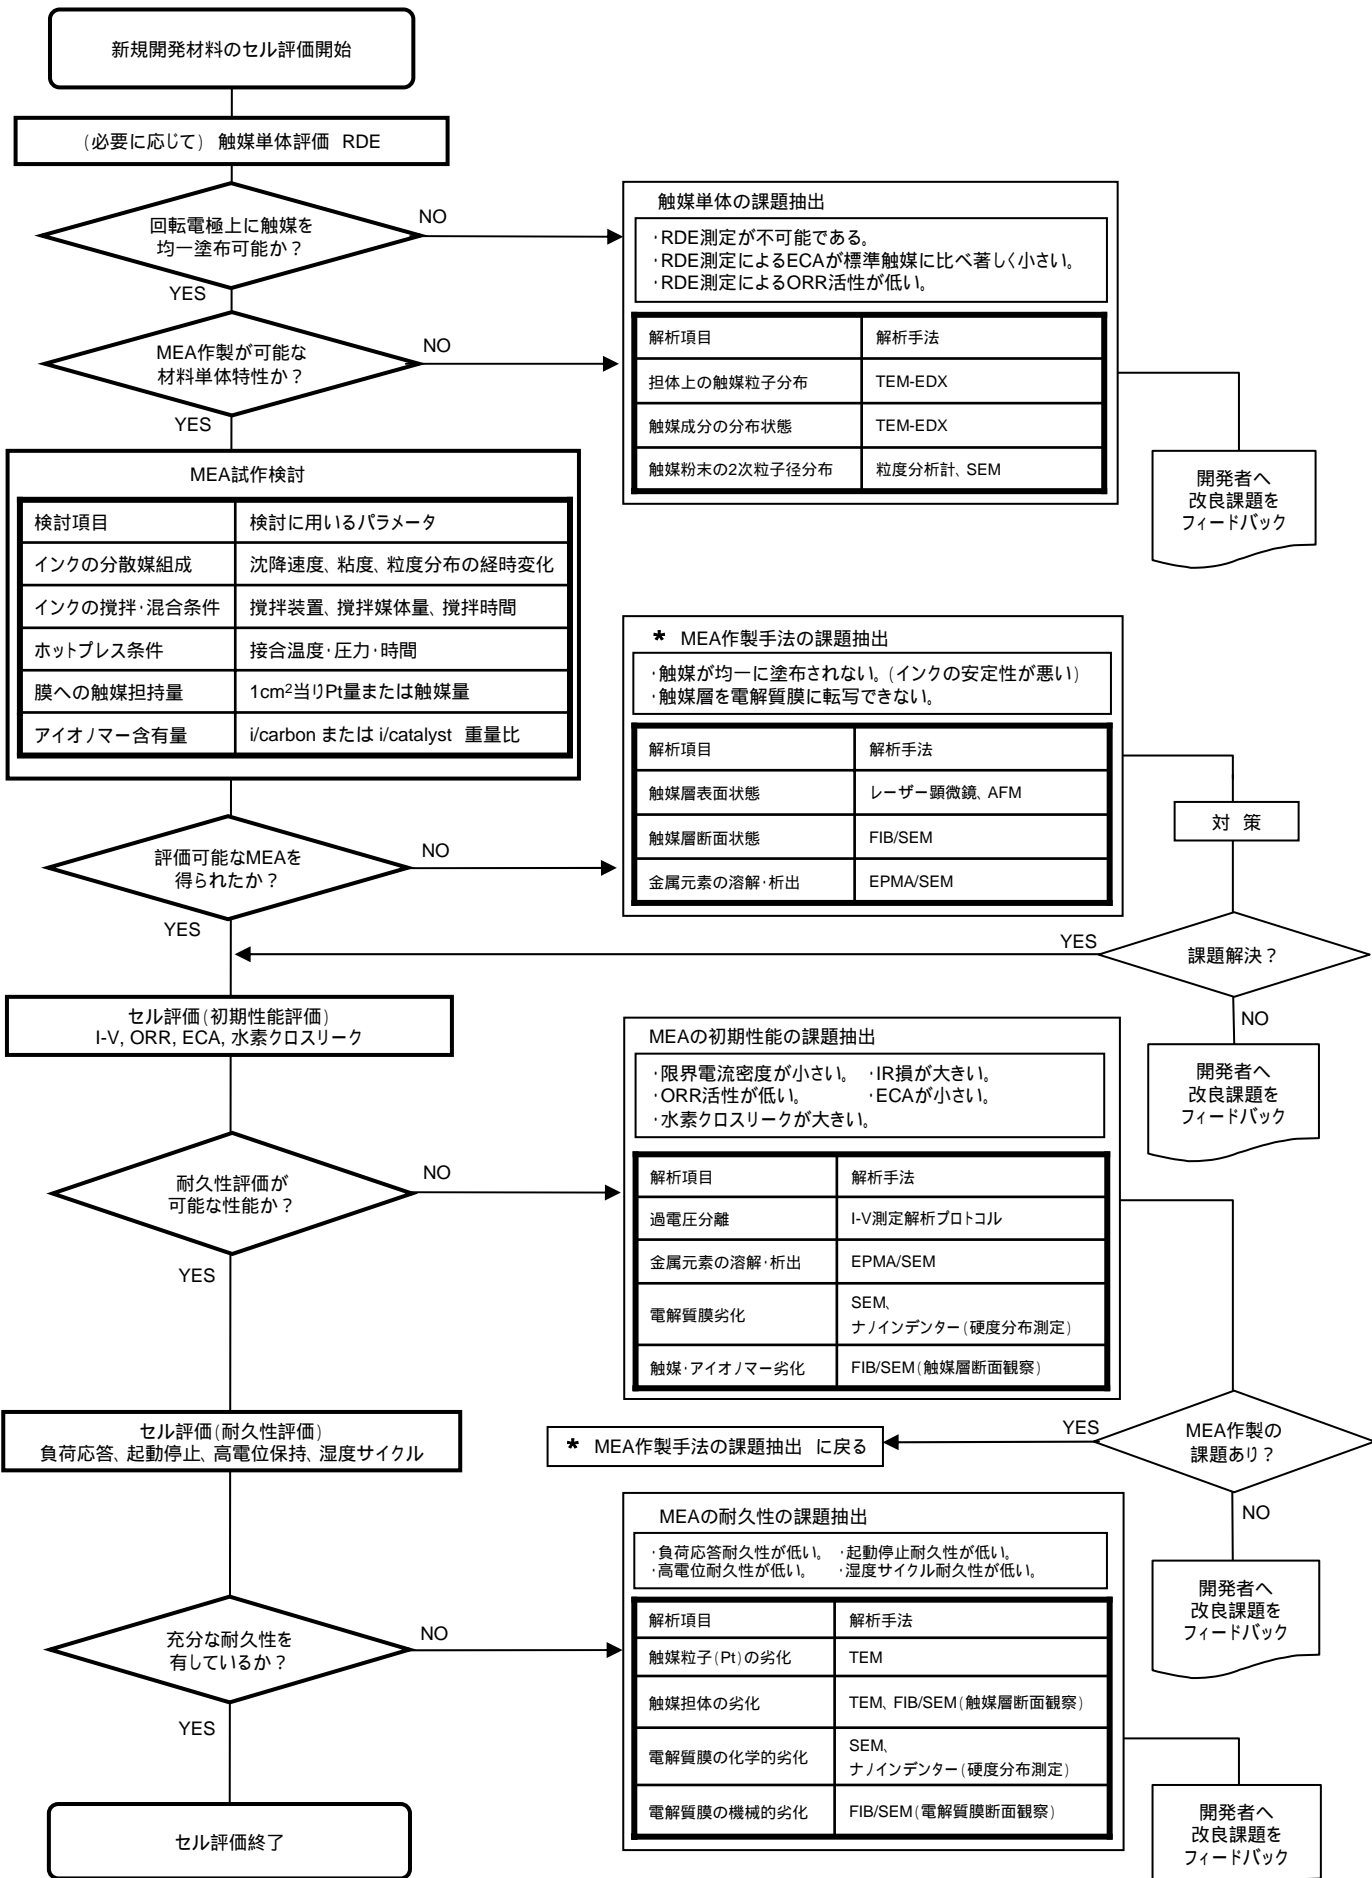 新規開発材料のセル評価開始
(必要に応じて) 触媒単体評価 RDE
回転電極上に触媒を
均一塗布可能か？
NO
YES
触媒単体の課題抽出
・RDE測定が不可能である。
・RDE測定によるECAが標準触媒に比べ著しく小さい。
・RDE測定によるORR活性が低い。
解析項目 解析手法
担体上の触媒粒子分布 TEM-EDX
触媒成分の分布状態 TEM-EDX
触媒粉末の2次粒子径分布 粒度分析計、SEM
開発者へ
改良課題を
フィードバック
MEA作製が可能な
材料単体特性か？
NO
YES
MEA試作検討
検討項目 検討に用いるパラメータ
インクの分散媒組成 沈降速度、粘度、粒度分布の経時変化
インクの撹拌・混合条件 撹拌装置、撹拌媒体量、撹拌時間
ホットプレス条件 接合温度・圧力・時間
膜への触媒担持量 1cm²当りPt量または触媒量
アイオノマー含有量 i/carbon または i/catalyst 重量比
評価可能なMEAを
得られたか？
NO
YES
* MEA作製手法の課題抽出
・触媒が均一に塗布されない。(インクの安定性が悪い)
・触媒層を電解質膜に転写できない。
解析項目 解析手法
触媒層表面状態 レーザー顕微鏡、AFM
触媒層断面状態 FIB/SEM
金属元素の溶解・析出 EPMA/SEM
対 策
課題解決？
YES
NO
開発者へ
改良課題を
フィードバック
セル評価(初期性能評価)
I-V, ORR, ECA, 水素クロスリーク
耐久性評価が
可能な性能か？
NO
YES
MEAの初期性能の課題抽出
・限界電流密度が小さい。 ・IR損が大きい。
・ORR活性が低い。 ・ECAが小さい。
・水素クロスリークが大きい。
解析項目 解析手法
過電圧分離 I-V測定解析プロトコル
金属元素の溶解・析出 EPMA/SEM
電解質膜劣化 SEM、
ナノインデンター(硬度分布測定)
触媒・アイオノマー劣化 FIB/SEM(触媒層断面観察)
MEA作製の
課題あり？
YES
NO
* MEA作製手法の課題抽出 に戻る
開発者へ
改良課題を
フィードバック
セル評価(耐久性評価)
負荷応答、起動停止、高電位保持、湿度サイクル
充分な耐久性を
有しているか？
NO
YES
MEAの耐久性の課題抽出
・負荷応答耐久性が低い。 ・起動停止耐久性が低い。
・高電位耐久性が低い。 ・湿度サイクル耐久性が低い。
解析項目 解析手法
触媒粒子(Pt)の劣化 TEM
触媒担体の劣化 TEM、FIB/SEM(触媒層断面観察)
電解質膜の化学的劣化 SEM、
ナノインデンター(硬度分布測定)
電解質膜の機械的劣化 FIB/SEM(電解質膜断面観察)
開発者へ
改良課題を
フィードバック
セル評価終了